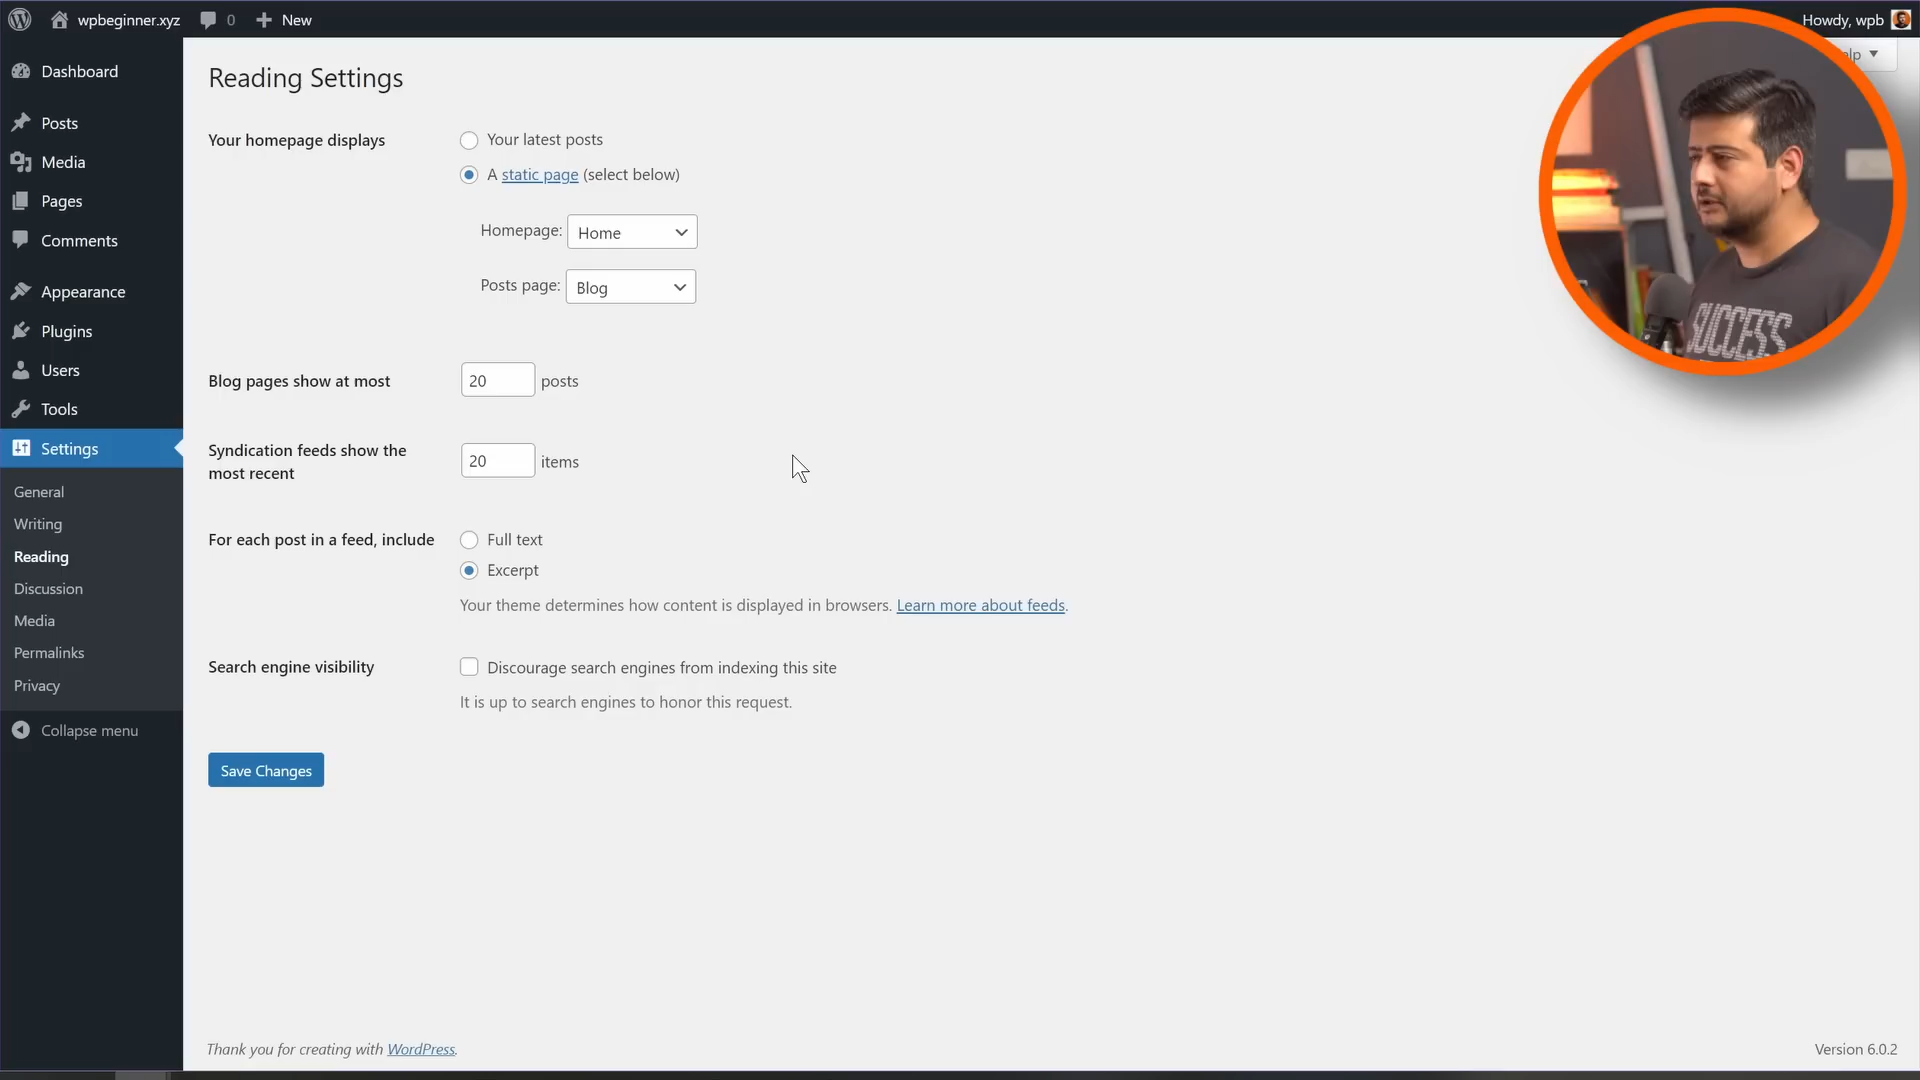 wpbeginner.xyz
0
New
Howdy, wpb
Dashboard
Posts
Media
Pages
Comments
Appearance
Plugins
Users
Tools
Settings
General
Writing
Reading
Discussion
Media
Permalinks
Privacy
Collapse menu
Reading Settings
Your homepage displays
Your latest posts
A static page (select below)
Homepage: Home
Posts page: Blog
Blog pages show at most
20 posts
Syndication feeds show the
most recent
20 items
For each post in a feed, include
Full text
Excerpt
Your theme determines how content is displayed in browsers. Learn more about feeds.
Search engine visibility
Discourage search engines from indexing this site
It is up to search engines to honor this request.
Save Changes
SUCCESS
Thank you for creating with WordPress.
Version 6.0.2